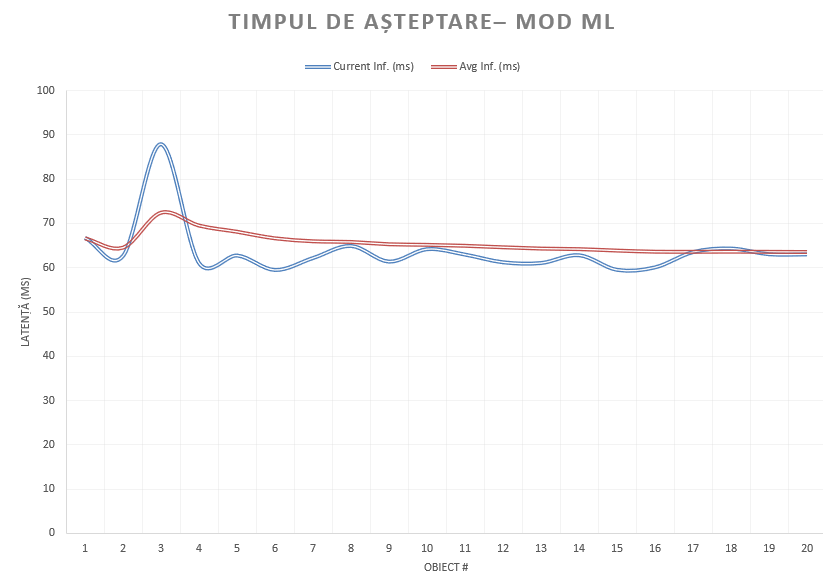 TIMPUL DE AȘTEPTARE– MOD ML
Current Inf. (ms) Avg Inf. (ms)
100
90
80
70
60
50
40
30
20
10
0
LATENȚĂ (MS)
1 2 3 4 5 6 7 8 9 10 11 12 13 14 15 16 17 18 19 20
OBIECT #